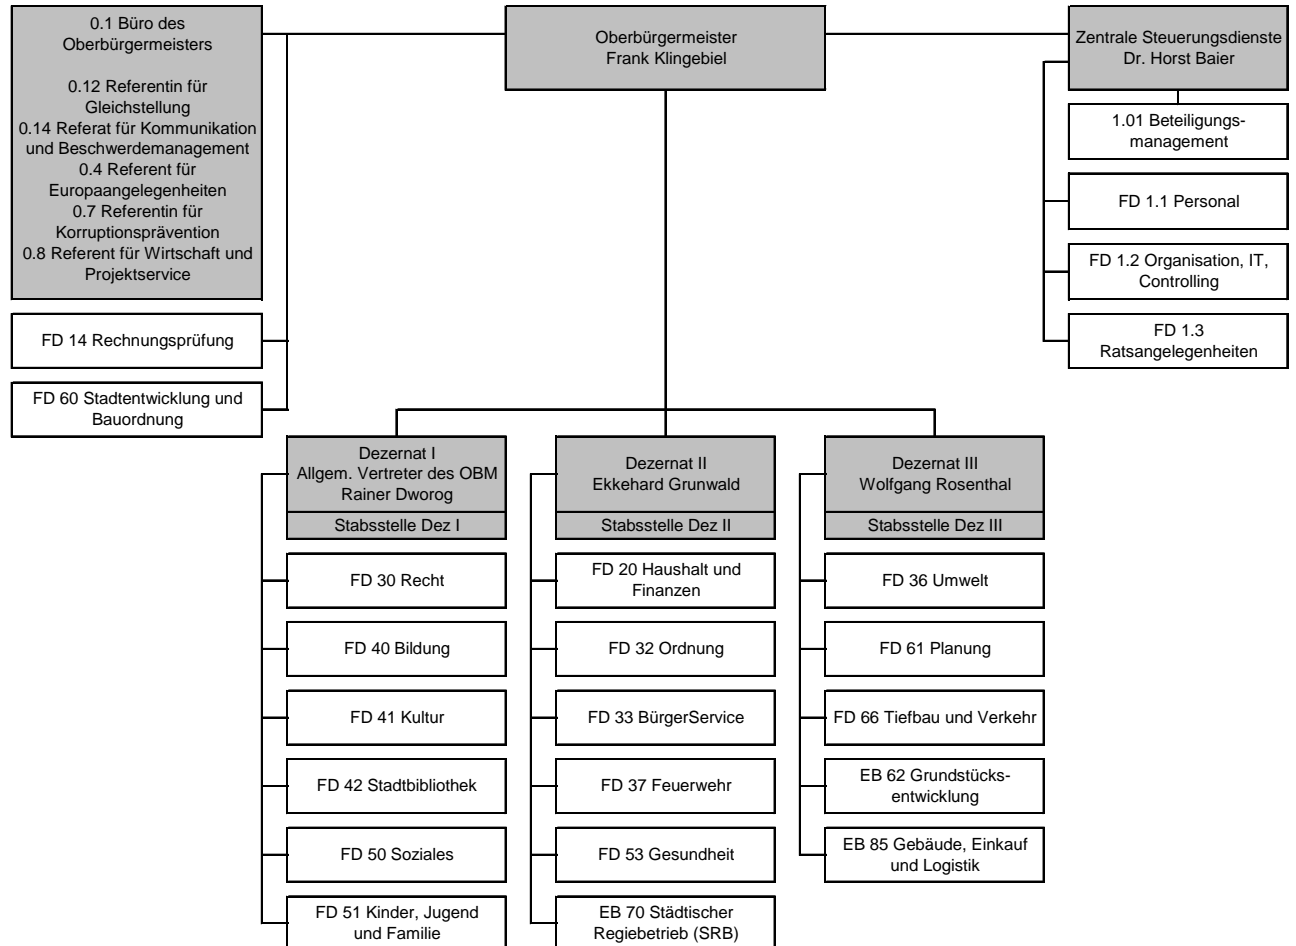 0.1 Büro des
Oberbürgermeisters
0.12 Referentin für
Gleichstellung
0.14 Referat für Kommunikation
und Beschwerdemanagement
0.4 Referent für
Europaangelegenheiten
0.7 Referentin für
Korruptionsprävention
0.8 Referent für Wirtschaft und
Projektservice
FD 14 Rechnungsprüfung
FD 60 Stadtentwicklung und
Bauordnung
Oberbürgermeister
Frank Klingebiel
Zentrale Steuerungsdienste
Dr. Horst Baier
1.01 Beteiligungs-
management
FD 1.1 Personal
FD 1.2 Organisation, IT,
Controlling
FD 1.3
Ratsangelegenheiten
Dezernat I
Allgem. Vertreter des OBM
Rainer Dworog
Stabsstelle Dez I
FD 30 Recht
FD 40 Bildung
FD 41 Kultur
FD 42 Stadtbibliothek
FD 50 Soziales
FD 51 Kinder, Jugend
und Familie
Dezernat II
Ekkehard Grunwald
Stabsstelle Dez II
FD 20 Haushalt und
Finanzen
FD 32 Ordnung
FD 33 BürgerService
FD 37 Feuerwehr
FD 53 Gesundheit
EB 70 Städtischer
Regiebetrieb (SRB)
Dezernat III
Wolfgang Rosenthal
Stabsstelle Dez III
FD 36 Umwelt
FD 61 Planung
FD 66 Tiefbau und Verkehr
EB 62 Grundstücks-
entwicklung
EB 85 Gebäude, Einkauf
und Logistik